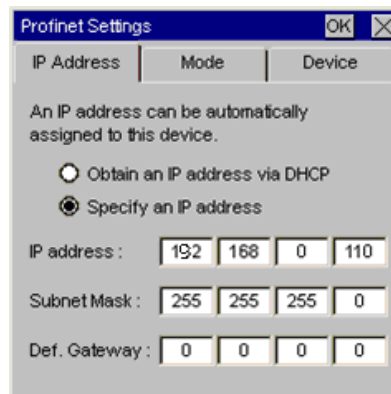 Profinet Settings OK
IP Address Mode Device
An IP address can be automatically
assigned to this device.
Obtain an IP address via DHCP
Specify an IP address
IP address : 192 168 0 110
Subnet Mask : 255 255 255 0
Def. Gateway : 0 0 0 0